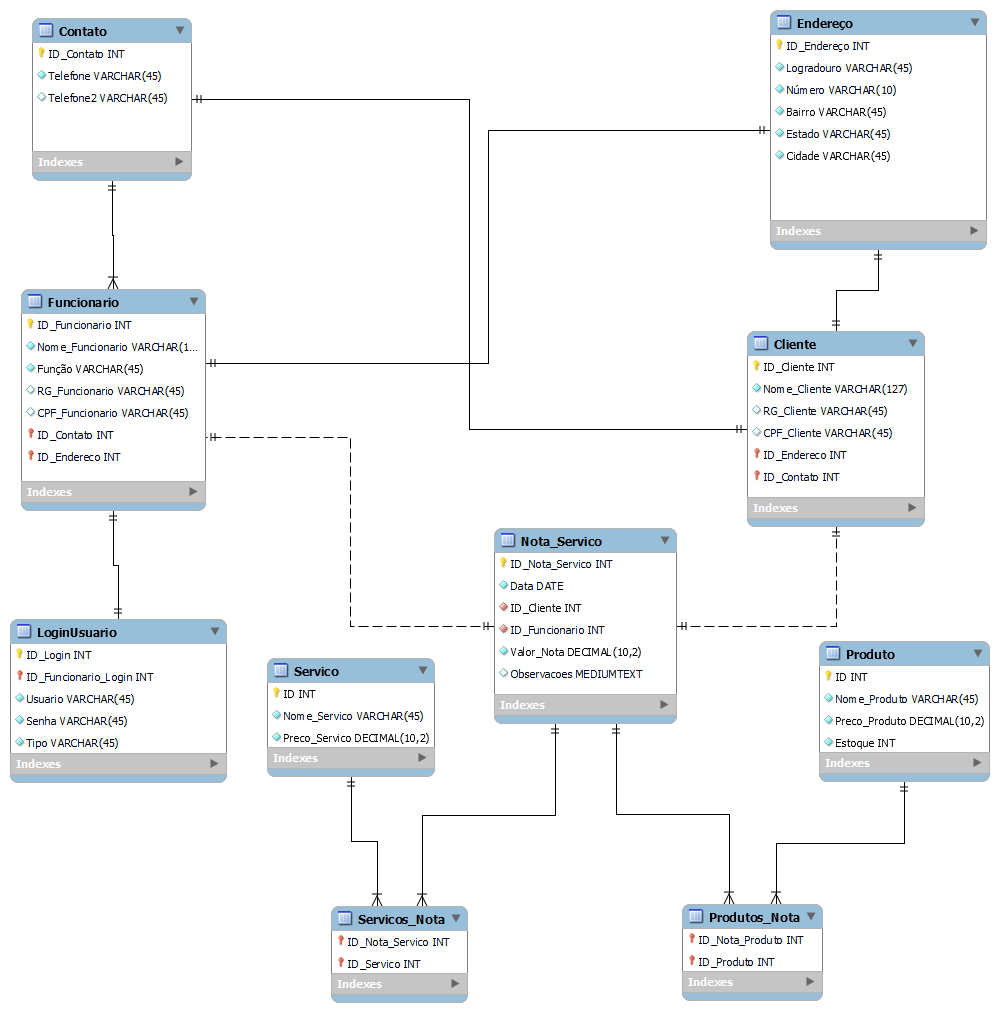 Contato
ID_Contato INT
Telefone VARCHAR(45)
Telefone2 VARCHAR(45)
Indexes
Endereço
ID_Endereço INT
Logradouro VARCHAR(45)
Número VARCHAR(10)
Bairro VARCHAR(45)
Estado VARCHAR(45)
Cidade VARCHAR(45)
Indexes
Funcionario
ID_Funcionario INT
Nome_Funcionario VARCHAR(1...
Função VARCHAR(45)
RG_Funcionario VARCHAR(45)
CPF_Funcionario VARCHAR(45)
ID_Contato INT
ID_Endereco INT
Indexes
Cliente
ID_Cliente INT
Nome_Cliente VARCHAR(127)
RG_Cliente VARCHAR(45)
CPF_Cliente VARCHAR(45)
ID_Endereco INT
ID_Contato INT
Indexes
Nota_Servico
ID_Nota_Servico INT
Data DATE
ID_Cliente INT
ID_Funcionario INT
Valor_Nota DECIMAL(10,2)
Observacoes MEDIUMTEXT
Indexes
LoginUsuario
ID_Login INT
ID_Funcionario_Login INT
Usuario VARCHAR(45)
Senha VARCHAR(45)
Tipo VARCHAR(45)
Indexes
Servico
ID INT
Nome_Servico VARCHAR(45)
Preco_Servico DECIMAL(10,2)
Indexes
Produto
ID INT
Nome_Produto VARCHAR(45)
Preco_Produto DECIMAL(10,2)
Estoque INT
Indexes
Servicos_Nota
ID_Nota_Servico INT
ID_Servico INT
Indexes
Produtos_Nota
ID_Nota_Produto INT
ID_Produto INT
Indexes